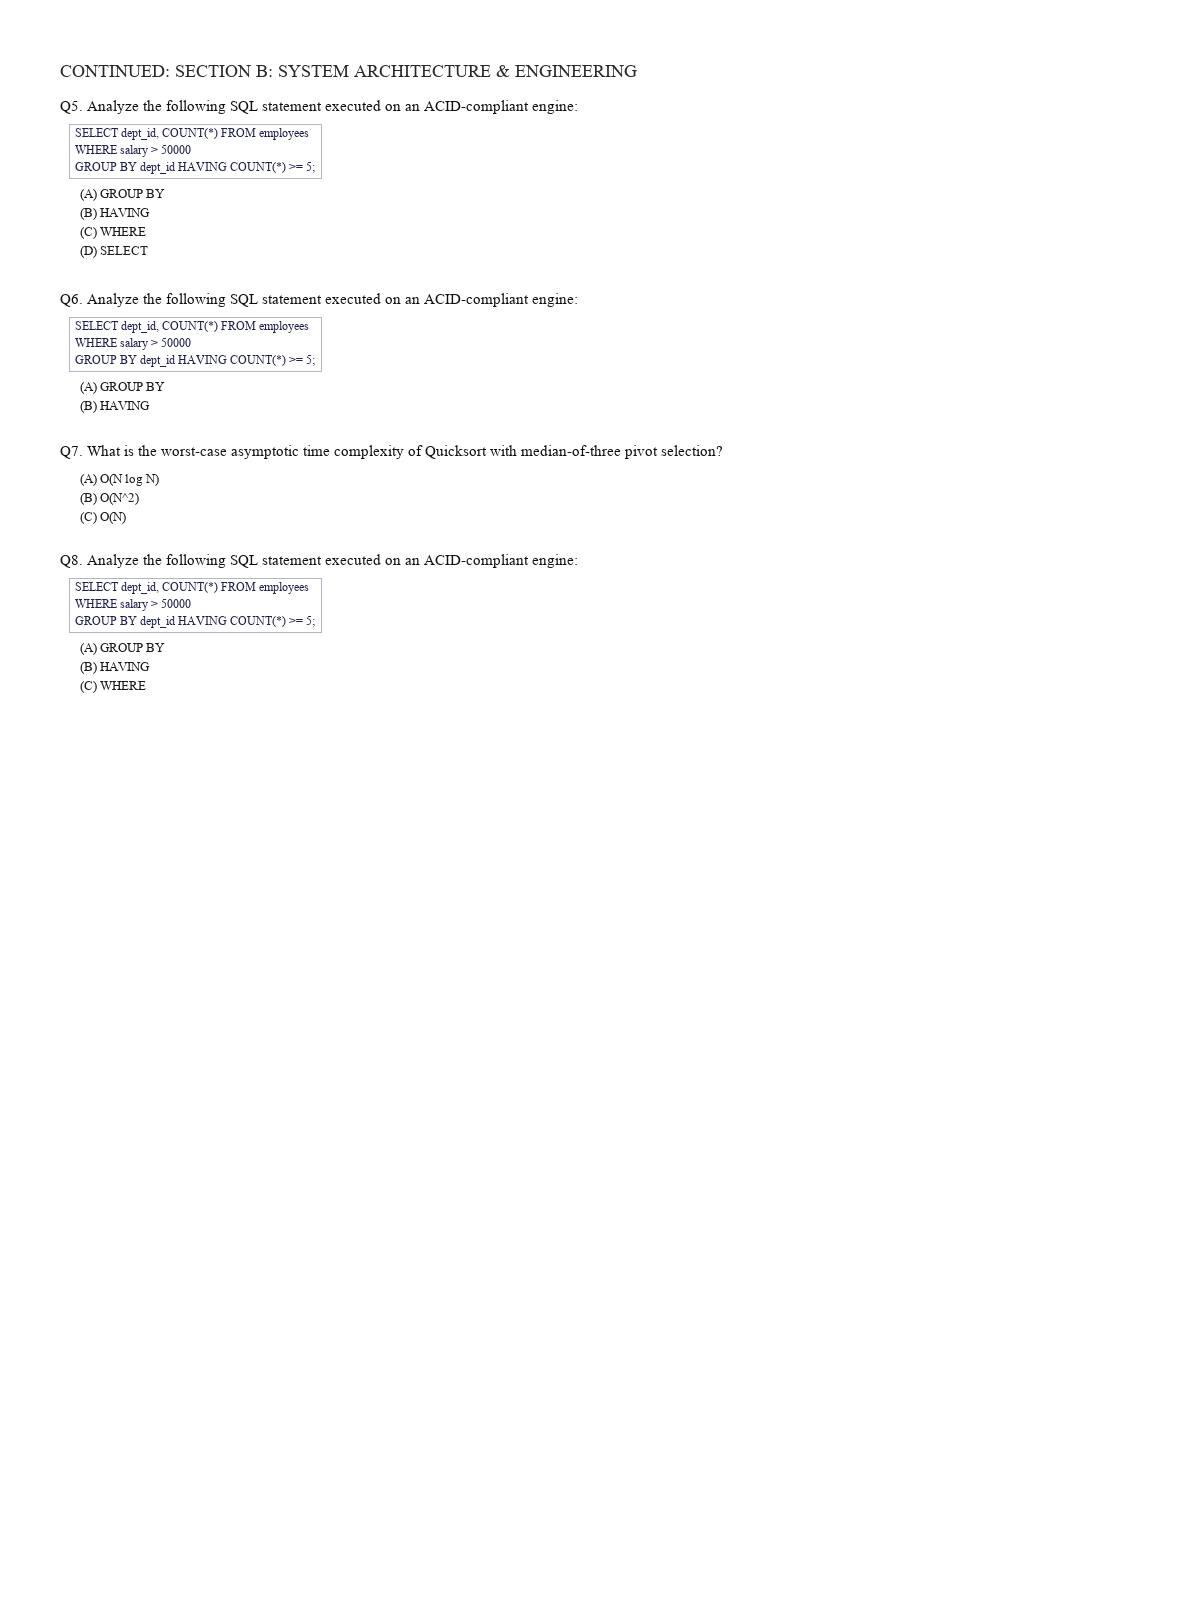 CONTINUED: SECTION B: SYSTEM ARCHITECTURE & ENGINEERING
Q5. Analyze the following SQL statement executed on an ACID-compliant engine:
SELECT dept_id, COUNT(*) FROM employees
WHERE salary > 50000
GROUP BY dept_id HAVING COUNT(*) >= 5;
(A) GROUP BY
(B) HAVING
(C) WHERE
(D) SELECT
Q6. Analyze the following SQL statement executed on an ACID-compliant engine:
SELECT dept_id, COUNT(*) FROM employees
WHERE salary > 50000
GROUP BY dept_id HAVING COUNT(*) >= 5;
(A) GROUP BY
(B) HAVING
Q7. What is the worst-case asymptotic time complexity of Quicksort with median-of-three pivot selection?
(A) O(N log N)
(B) O(N^2)
(C) O(N)
Q8. Analyze the following SQL statement executed on an ACID-compliant engine:
SELECT dept_id, COUNT(*) FROM employees
WHERE salary > 50000
GROUP BY dept_id HAVING COUNT(*) >= 5;
(A) GROUP BY
(B) HAVING
(C) WHERE